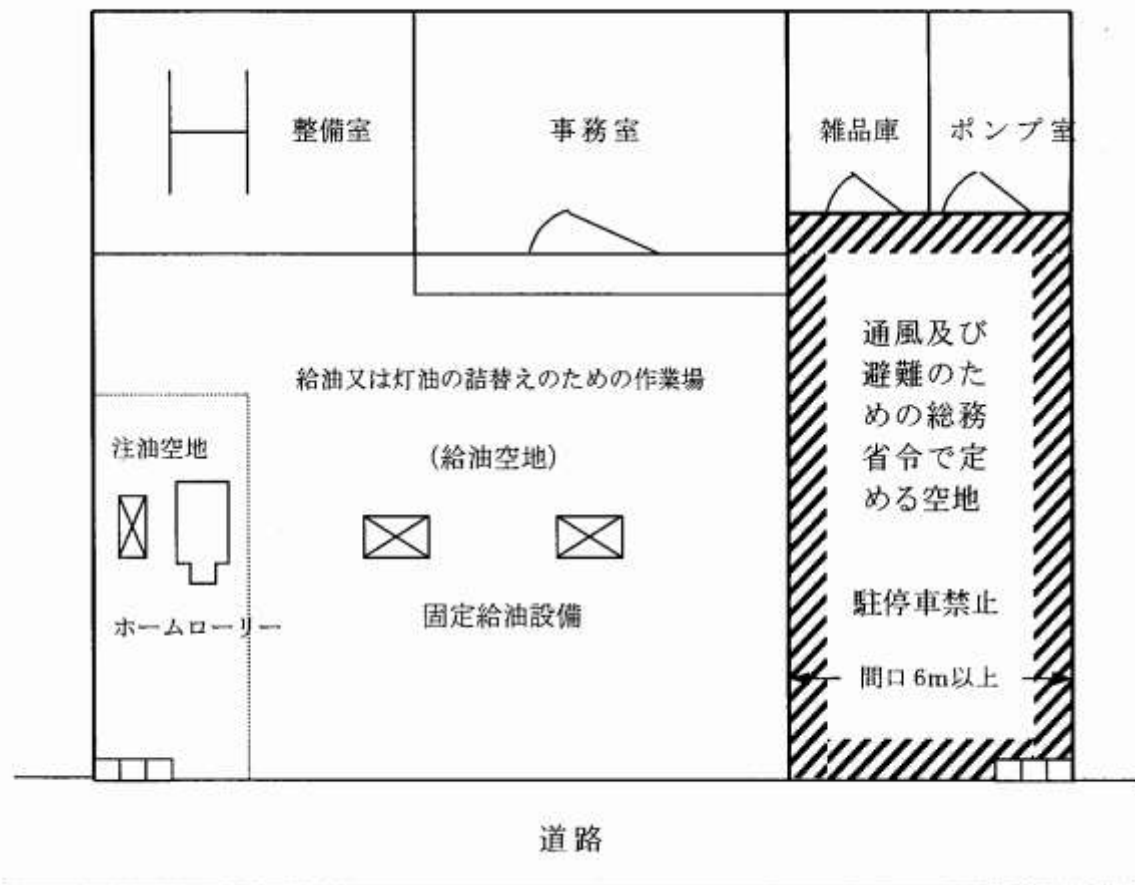 整備室
事務室
雑品庫
ポンプ室
通風及び
避難のた
めの総務
省令で定
める空地
給油又は灯油の詰替えのための作業場
注油空地
(給油空地)
固定給油設備
ホームローリー
駐停車禁止
間口6m以上
道路